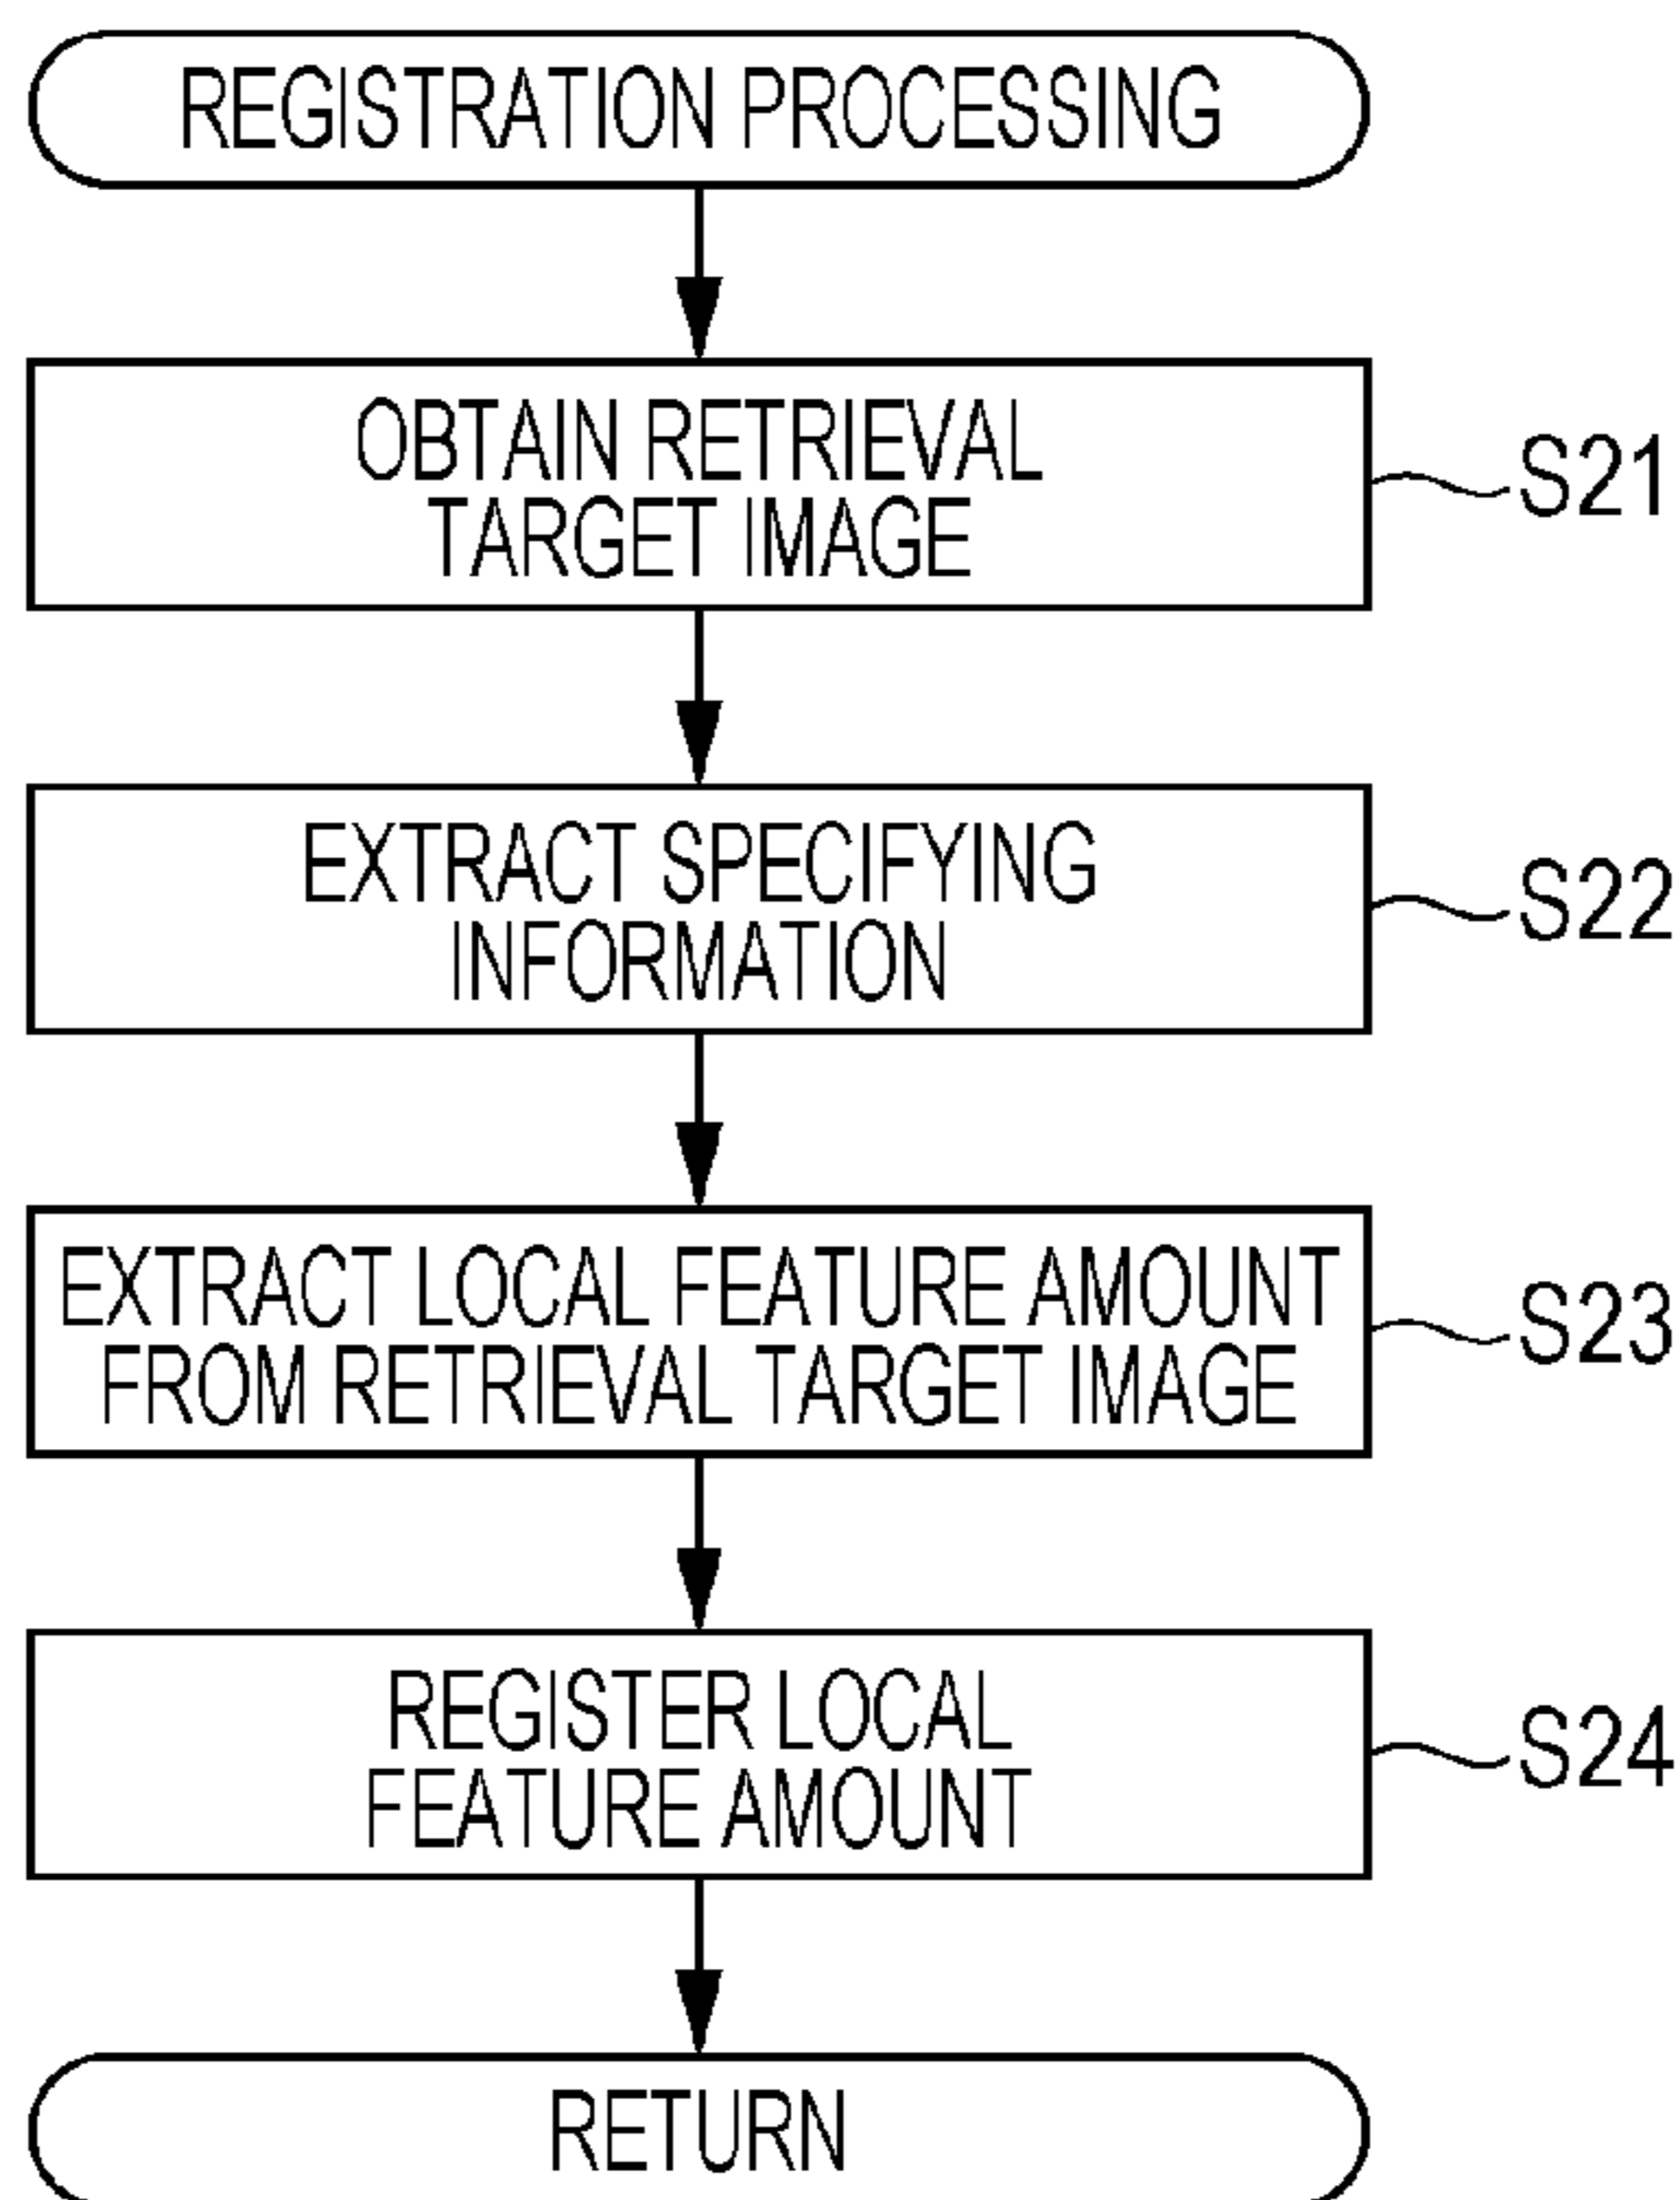 REGISTRATION PROCESSING
OBTAIN RETRIEVAL
TARGET IMAGE
S21
EXTRACT SPECIFYING
INFORMATION
S22
EXTRACT LOCAL FEATURE AMOUNT
FROM RETRIEVAL TARGET IMAGE
S23
REGISTER LOCAL
FEATURE AMOUNT
S24
RETURN